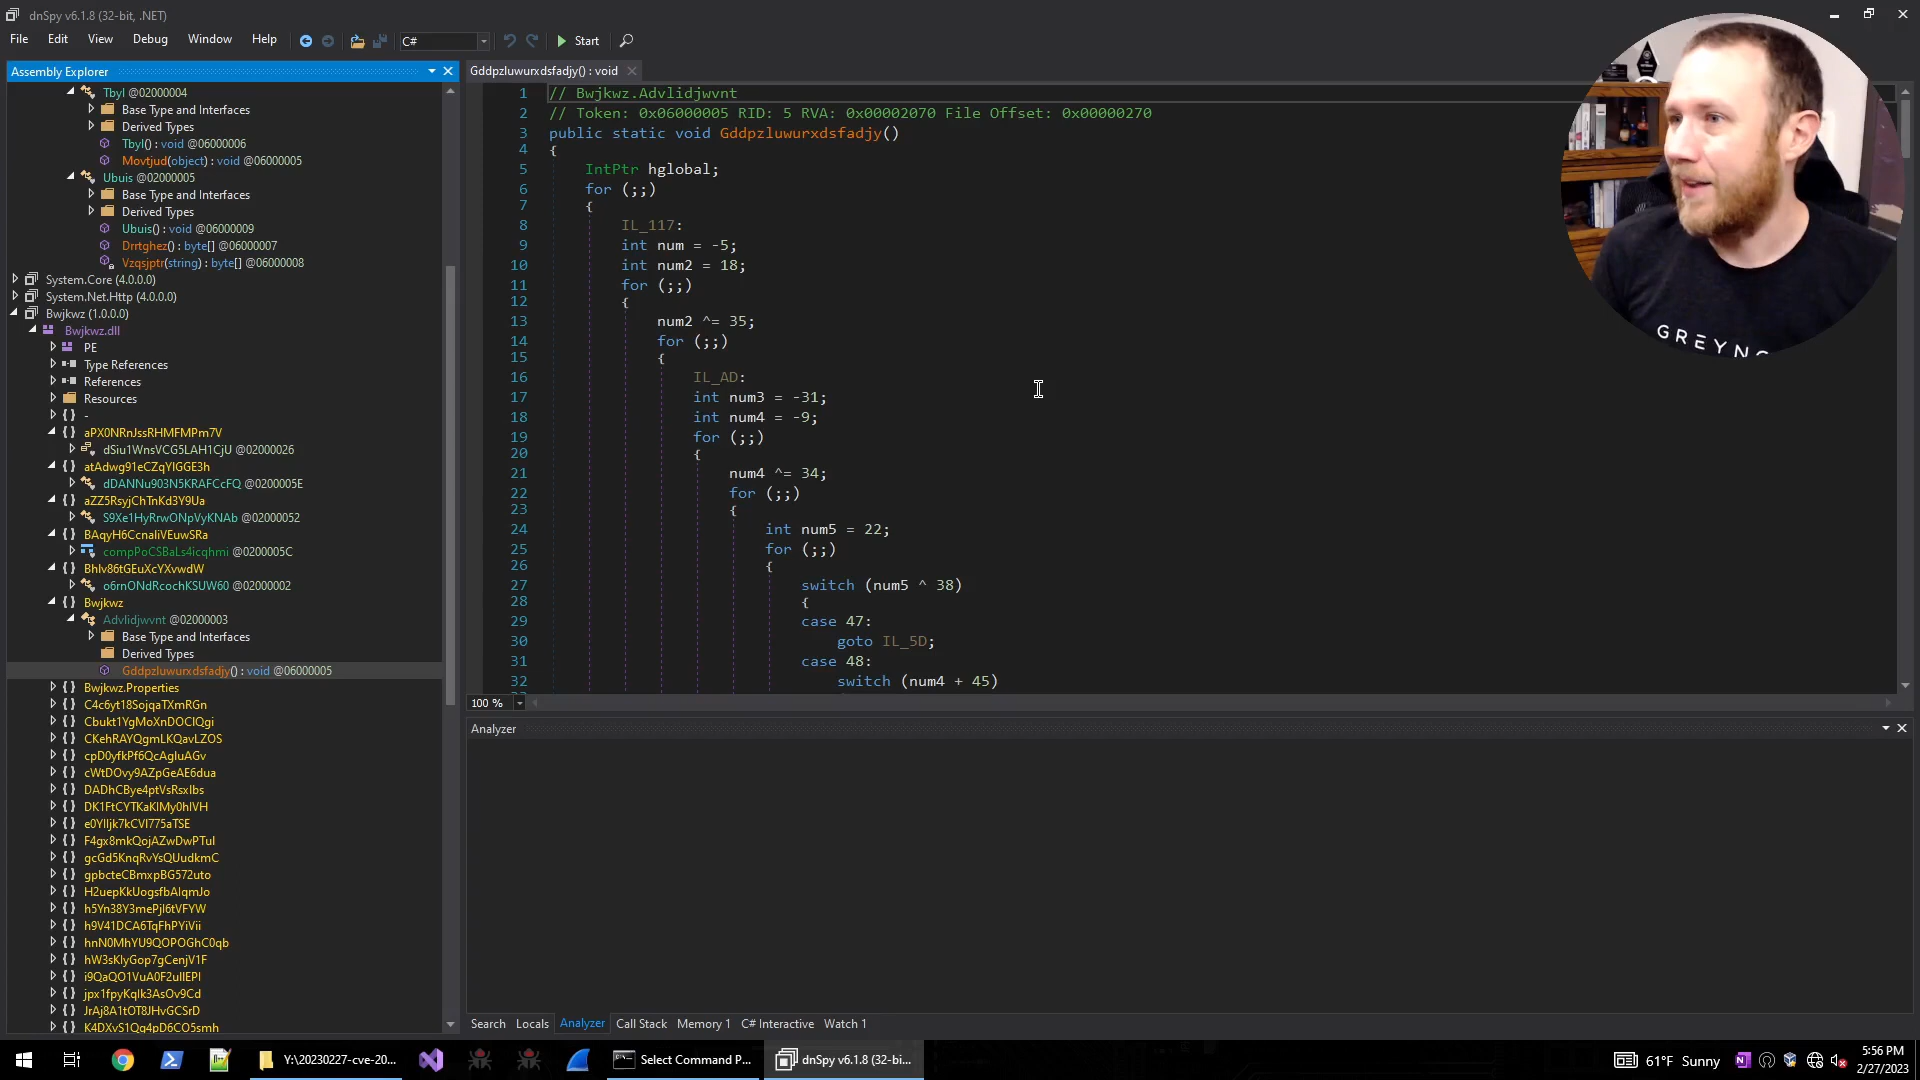 dnSpy v6.1.8 (32-bit, .NET)
File Edit View Debug Window Help C# Start
Assembly Explorer
Gddpzluwurxdsfadjy() : void
Tbyl @02000004
Base Type and Interfaces
Derived Types
Tbyl() : void @06000006
Movtjud(object) : void @06000005
Ubuis @02000005
Base Type and Interfaces
Derived Types
Ubuis() : void @06000009
Drrtghez() : byte[] @06000007
Vzqsjptr(string) : byte[] @06000008
System.Core (4.0.0.0)
System.Net.Http (4.0.0.0)
Bwjkwz (1.0.0.0)
Bwjkwz.dll
PE
Type References
References
Resources
{} -
{} aPX0NRnJssRHMFMPm7V
dSiu1WnsVCG5LAH1CjU @02000026
{} atAdwg91eCZqYIGGE3h
dDANNu903N5KRAFCcFQ @0200005E
{} aZZ5RsyjChTnKd3Y9Ua
S9Xe1HyRrwONpVyKNAb @02000052
{} BAqyH6CcnaIiVEuwSRa
compPoCSBaLs4icqhmi @0200005C
{} BhIv86tGEuXcYXvwdW
o6rnONdRcochKSUW60 @02000002
{} Bwjkwz
Advlidjwvnt @02000003
Base Type and Interfaces
Derived Types
Gddpzluwurxdsfadjy() : void @06000005
{} Bwjkwz.Properties
{} C4c6yt18SojqaTXmRGn
{} Cbukt1YgMoXnDOCIQgi
{} CKehRAYQgmLKQavLZOS
{} cpD0yfkPf6QcAgluAGv
{} cWtDOvy9AZpGeAE6dua
{} DADhCBye4ptVsRsxIbs
{} DK1FtCYTKaKlMy0hIVH
{} e0YlIjk7kCVI775aTSE
{} F4gx8mkQojAZwDwPTuI
{} gcGd5KnqRvYsQUudkmC
{} gpbcteCBmxpBG572uto
{} H2uepKkUogsfbAlqmJo
{} h5Yn38Y3mePjl6tVFYW
{} h9V41DCA6TqFhPYiVii
{} hnN0MhYU9QOPOGhC0qb
{} hW3sKlyGop7gCenjV1F
{} i9QaQO1VuA0F2ullEPl
{} jpx1fpyKqlk3AsOv9Cd
{} JrAj8A1tOT8JHvGCSrD
{} K4DXvS1Qg4pD6CO5smh
1 // Bwjkwz.Advlidjwvnt
2 // Token: 0x06000005 RID: 5 RVA: 0x00002070 File Offset: 0x00000270
3 public static void Gddpzluwurxdsfadjy()
4 {
5 IntPtr hglobal;
6 for (;;)
7 {
8 IL_117:
9 int num = -5;
10 int num2 = 18;
11 for (;;)
12 {
13 num2 ^= 35;
14 for (;;)
15 {
16 IL_AD:
17 int num3 = -31;
18 int num4 = -9;
19 for (;;)
20 {
21 num4 ^= 34;
22 for (;;)
23 {
24 int num5 = 22;
25 for (;;)
26 {
27 switch (num5 ^ 38)
28 {
29 case 47:
30 goto IL_5D;
31 case 48:
32 switch (num4 + 45)
100 %
Analyzer
Search Locals Analyzer Call Stack Memory 1 C# Interactive Watch 1
GREYNO
Y:\20230227-cve-20... Select Command P... dnSpy v6.1.8 (32-bi... 61°F Sunny
5:56 PM
2/27/2023